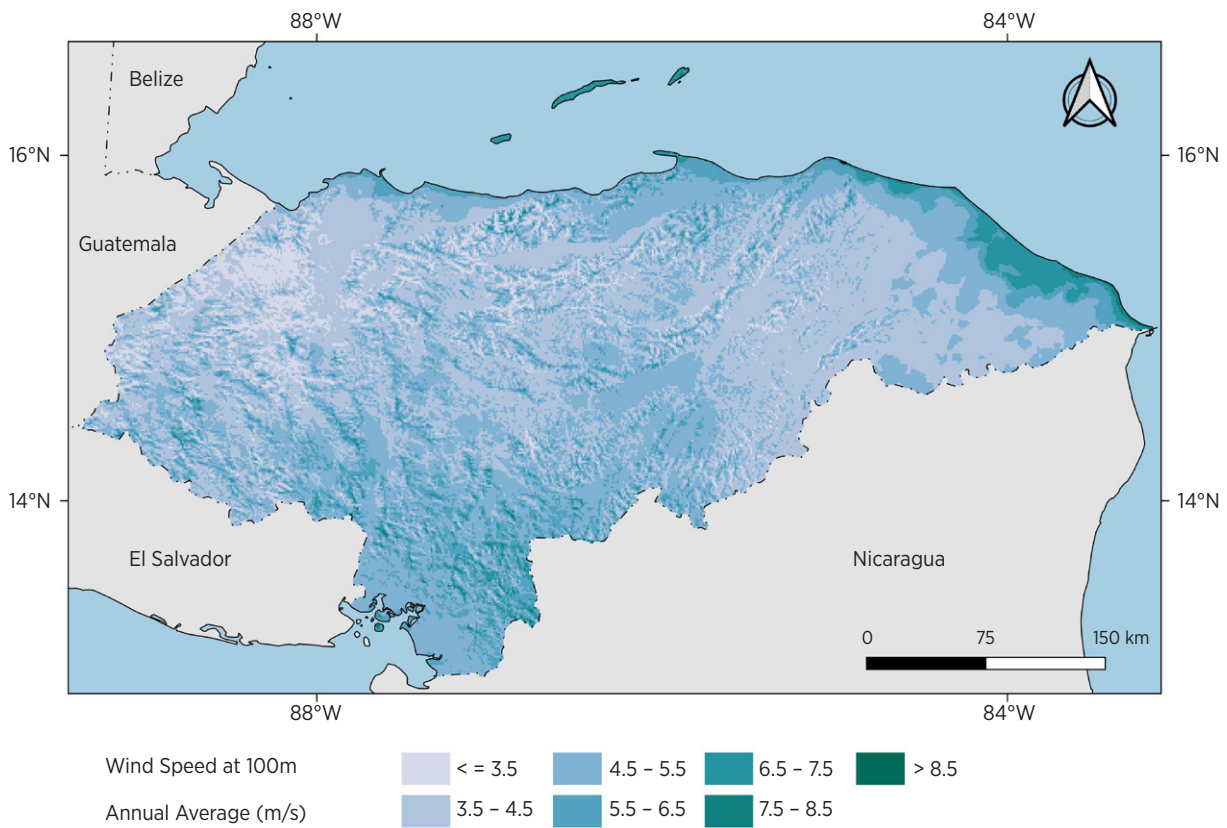 88°W 84°W
Belize
16°N 16°N
Guatemala
14°N 14°N
El Salvador Nicaragua
0 75 150 km
88°W 84°W
Wind Speed at 100m < = 3.5 4.5 – 5.5 6.5 – 7.5 > 8.5
Annual Average (m/s) 3.5 – 4.5 5.5 – 6.5 7.5 – 8.5